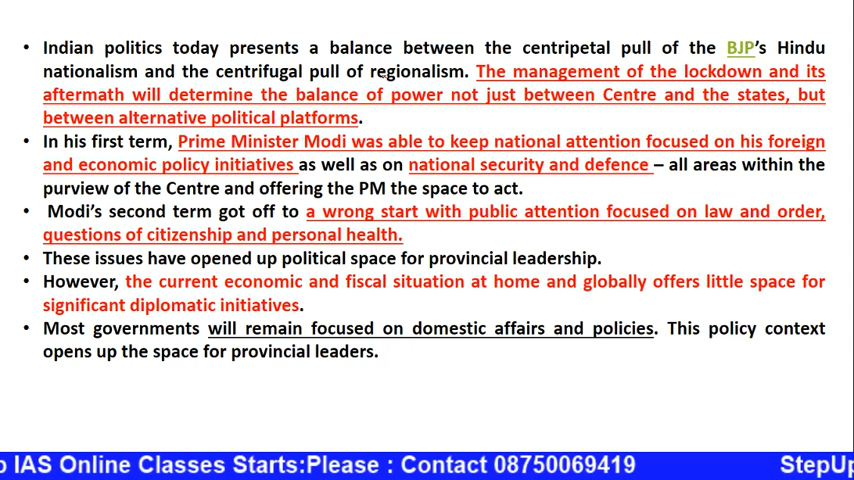 • Indian politics today presents a balance between the centripetal pull of the BJP's Hindu
nationalism and the centrifugal pull of regionalism. The management of the lockdown and its
aftermath will determine the balance of power not just between Centre and the states, but
between alternative political platforms.
• In his first term, Prime Minister Modi was able to keep national attention focused on his foreign
and economic policy initiatives as well as on national security and defence – all areas within the
purview of the Centre and offering the PM the space to act.
• Modi's second term got off to a wrong start with public attention focused on law and order,
questions of citizenship and personal health.
• These issues have opened up political space for provincial leadership.
• However, the current economic and fiscal situation at home and globally offers little space for
significant diplomatic initiatives.
• Most governments will remain focused on domestic affairs and policies. This policy context
opens up the space for provincial leaders.
p IAS Online Classes Starts:Please : Contact 08750069419 StepUp